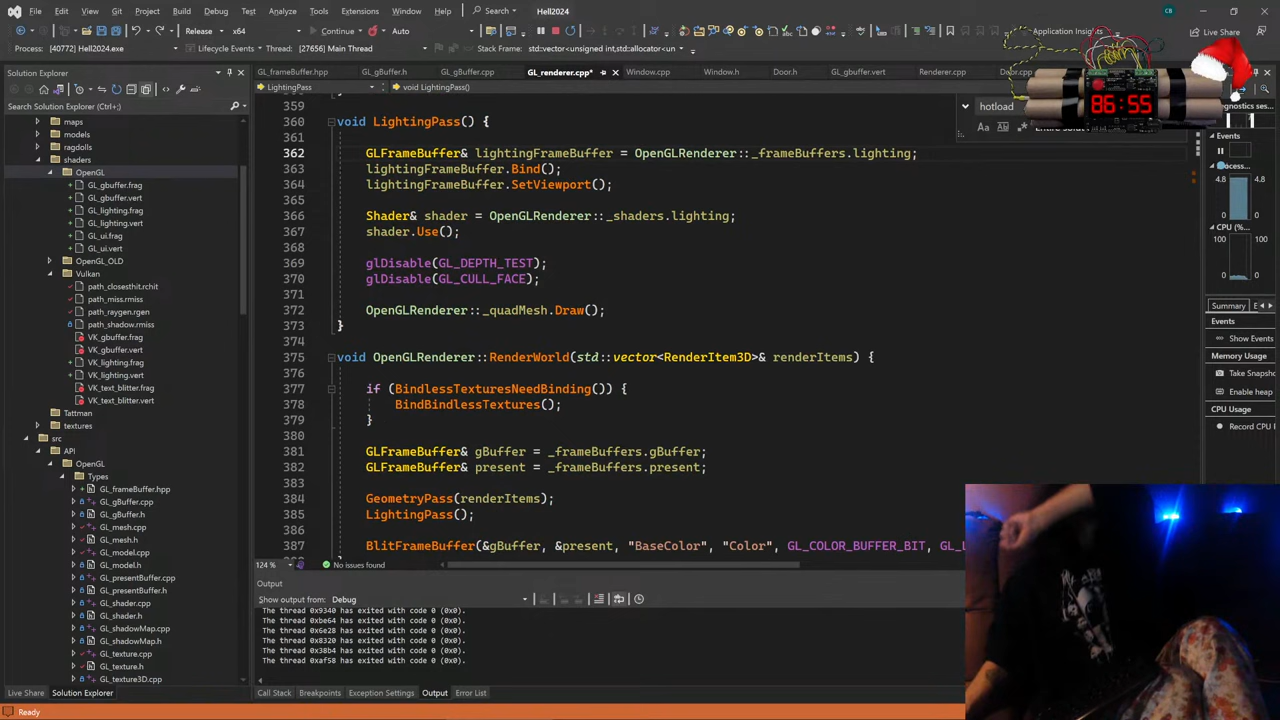 File Edit View Git Project Build Debug Test Analyze Tools Extensions Window Help Search Hell2024 CB
Release x64 Continue Auto Application Insights Live Share
Process: [40772] Hell2024.exe Lifecycle Events Thread: [27656] Main Thread Stack Frame: std::vector<unsigned int,std::allocator<un
Solution Explorer
GL_frameBuffer.hpp GL_gBuffer.h GL_gBuffer.cpp GL_renderer.cpp* Window.cpp Window.h Door.h GL_gbuffer.vert Renderer.cpp Door.cpp
LightingPass void LightingPass()
Search Solution Explorer (Ctrl+;)
hotload
Aa
86:55
maps
models
ragdolls
shaders
OpenGL
GL_gbuffer.frag
GL_gbuffer.vert
GL_lighting.frag
GL_lighting.vert
GL_ui.frag
GL_ui.vert
OpenGL_OLD
Vulkan
path_closesthit.rchit
path_miss.rmiss
path_raygen.rgen
path_shadow.rmiss
VK_gbuffer.frag
VK_gbuffer.vert
VK_lighting.frag
VK_lighting.vert
VK_text_blitter.frag
VK_text_blitter.vert
Tattman
textures
src
API
OpenGL
Types
GL_frameBuffer.hpp
GL_gBuffer.cpp
GL_gBuffer.h
GL_mesh.cpp
GL_mesh.h
GL_model.cpp
GL_model.h
GL_presentBuffer.cpp
GL_presentBuffer.h
GL_shader.cpp
GL_shader.h
GL_shadowMap.cpp
GL_shadowMap.h
GL_texture.cpp
GL_texture.h
GL_texture3D.cpp
359
360 void LightingPass() {
361
362 GLFrameBuffer& lightingFrameBuffer = OpenGLRenderer::_frameBuffers.lighting;
363 lightingFrameBuffer.Bind();
364 lightingFrameBuffer.SetViewport();
365
366 Shader& shader = OpenGLRenderer::_shaders.lighting;
367 shader.Use();
368
369 glDisable(GL_DEPTH_TEST);
370 glDisable(GL_CULL_FACE);
371
372 OpenGLRenderer::_quadMesh.Draw();
373 }
374
375 void OpenGLRenderer::RenderWorld(std::vector<RenderItem3D>& renderItems) {
376
377 if (BindlessTexturesNeedBinding()) {
378 BindBindlessTextures();
379 }
380
381 GLFrameBuffer& gBuffer = _frameBuffers.gBuffer;
382 GLFrameBuffer& present = _frameBuffers.present;
383
384 GeometryPass(renderItems);
385 LightingPass();
386
387 BlitFrameBuffer(&gBuffer, &present, "BaseColor", "Color", GL_COLOR_BUFFER_BIT, GL_
124 % No issues found
Output
Show output from: Debug
The thread 0x9340 has exited with code 0 (0x0).
The thread 0xbe64 has exited with code 0 (0x0).
The thread 0x6e28 has exited with code 0 (0x0).
The thread 0x8320 has exited with code 0 (0x0).
The thread 0x38b4 has exited with code 0 (0x0).
The thread 0xaf58 has exited with code 0 (0x0).
Events
4.8 4.8
CPU (%
100 100
0 0
Summary
Events
Show Events
Memory Usage
Take Snapsho
Enable heap
CPU Usage
Record CPU
Live Share Solution Explorer
Call Stack Breakpoints Exception Settings Output Error List
Ready